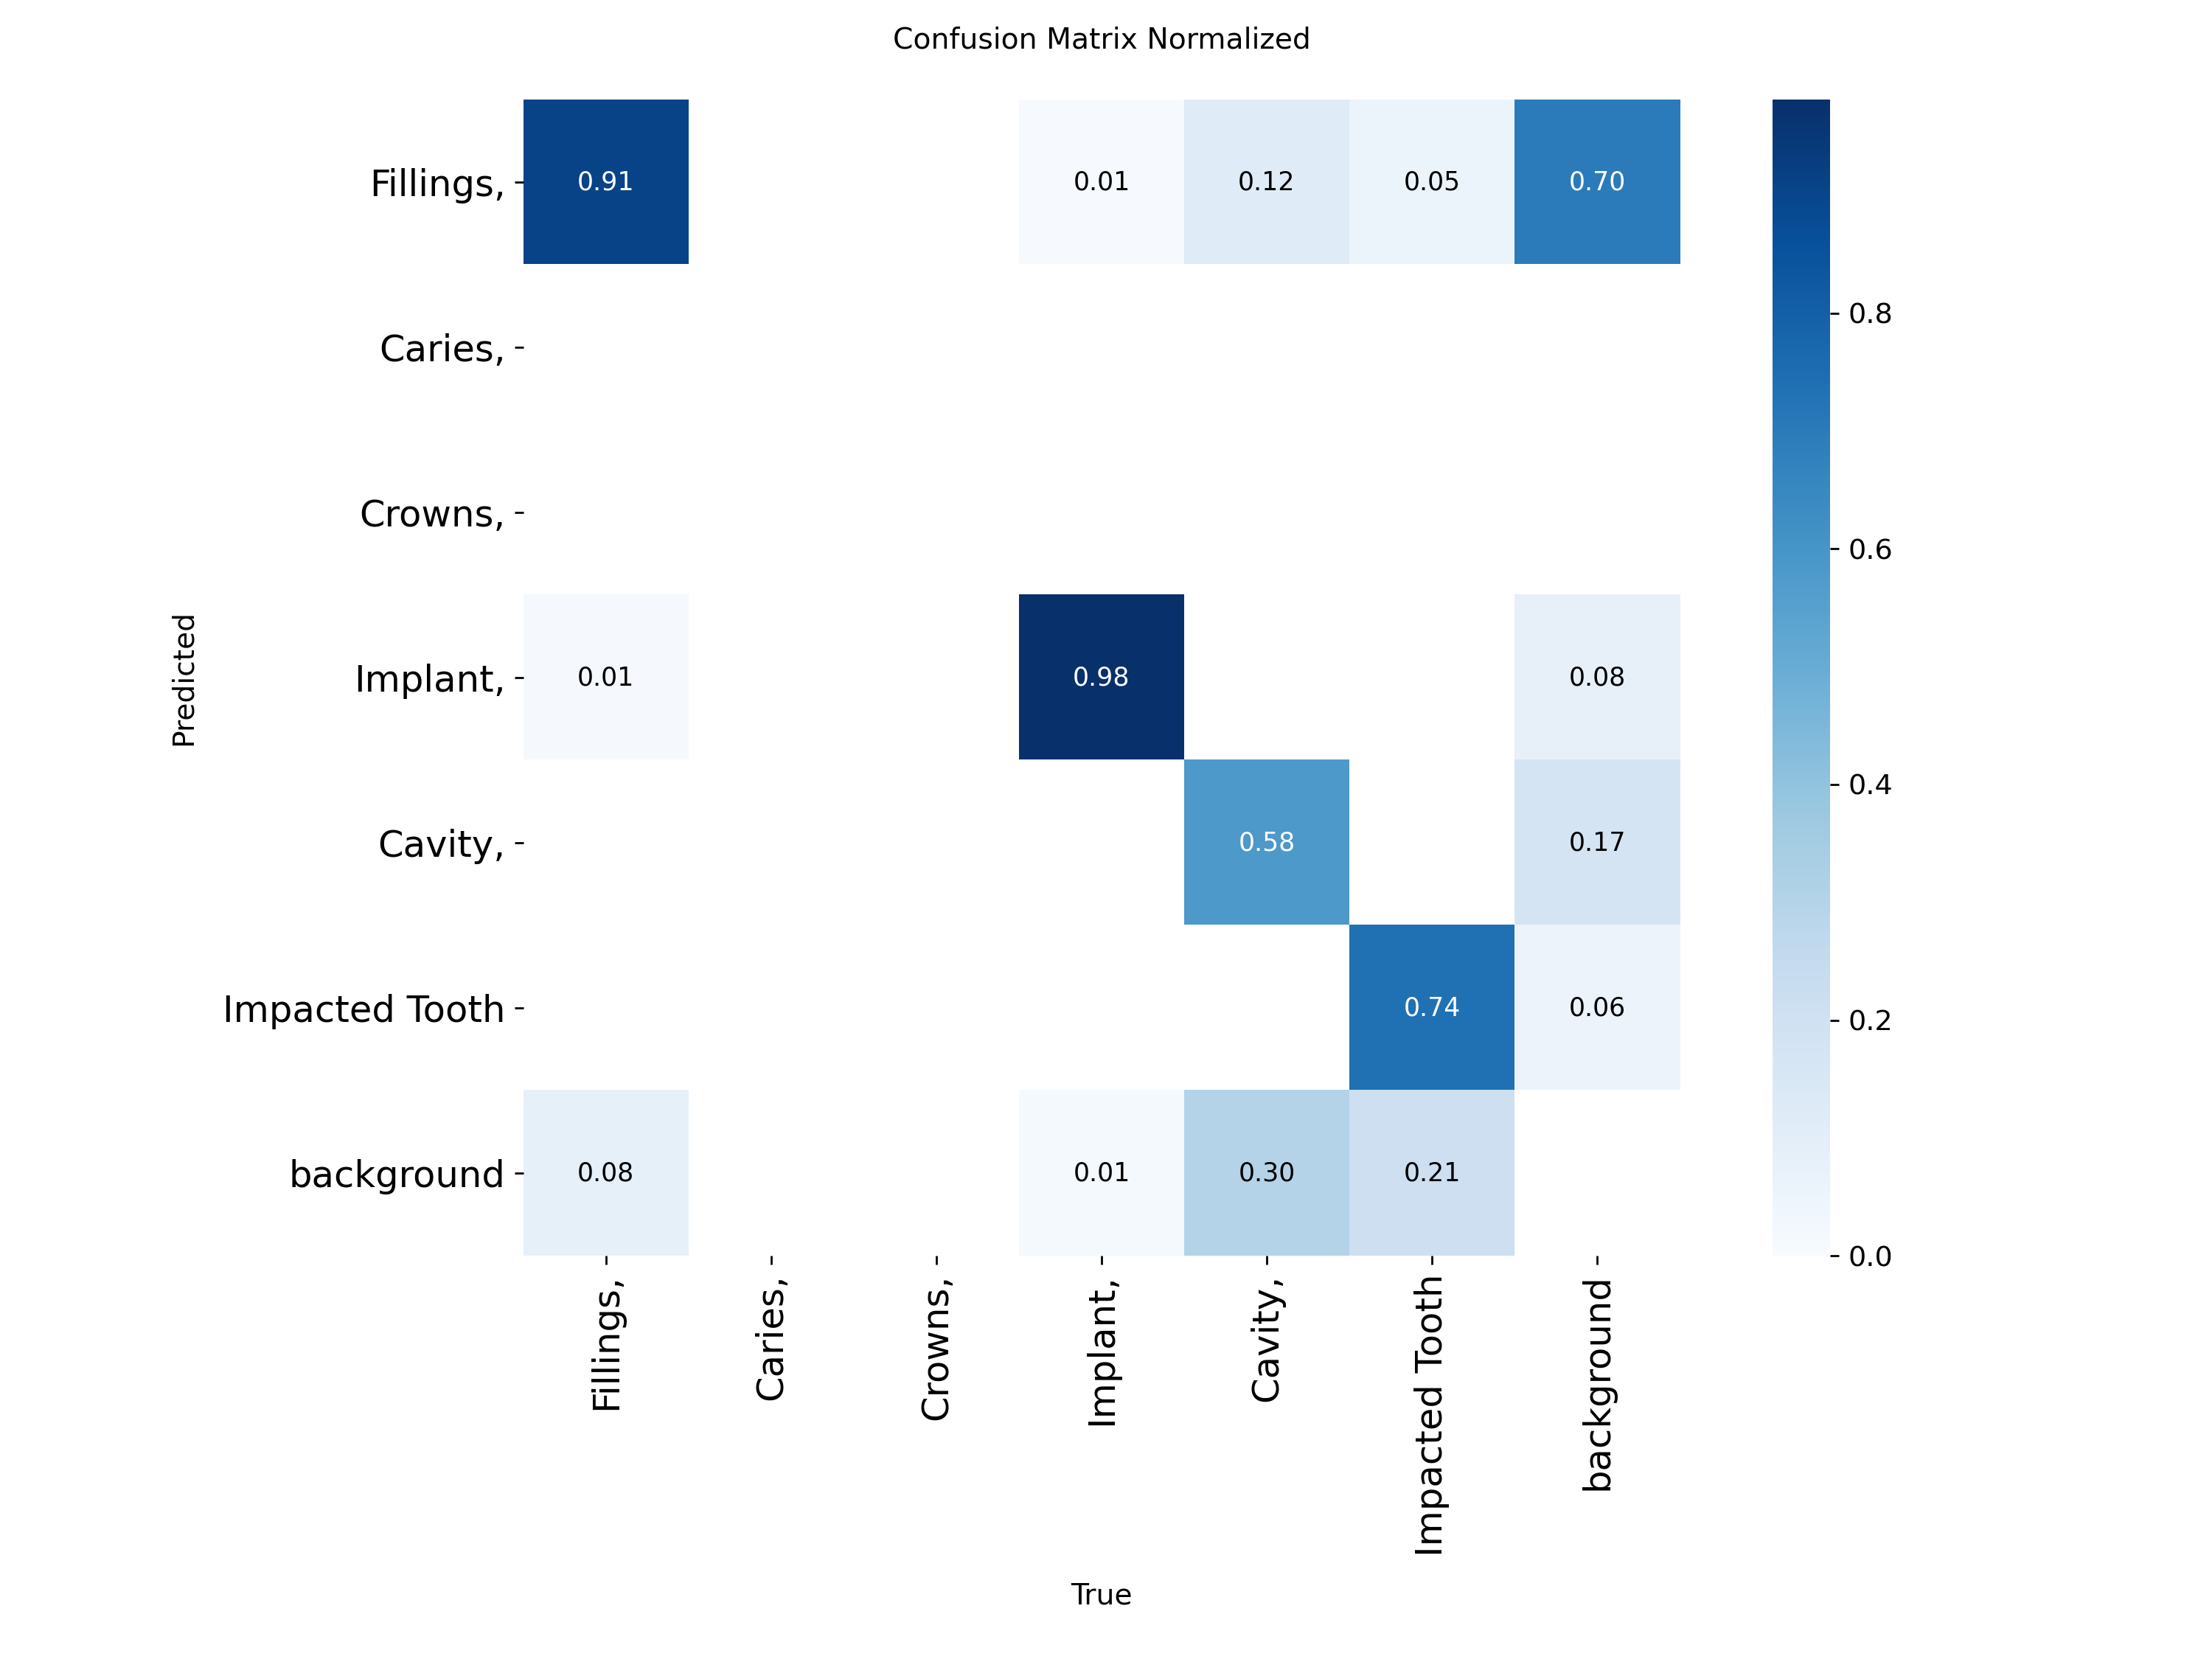 Confusion Matrix Normalized
Fillings, 0.91 0.01 0.12 0.05 0.70
Caries,
Crowns,
Implant, 0.01 0.98 0.08
Cavity, 0.58 0.17
Impacted Tooth 0.74 0.06
background 0.08 0.01 0.30 0.21
Predicted
Fillings,
Caries,
Crowns,
Implant,
Cavity,
Impacted Tooth
background
True
0.8
0.6
0.4
0.2
0.0